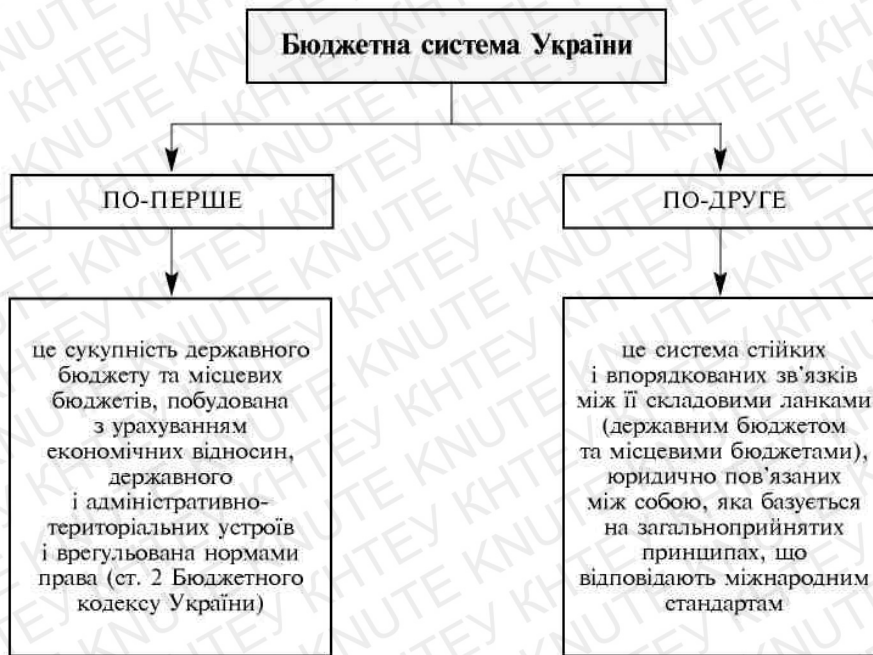 Бюджетна система України
ПО-ПЕРШЕ
ПО-ДРУГЕ
це сукупність державного
бюджету та місцевих
бюджетів, побудована
з урахуванням
економічних відносин,
державного
і адміністративно-
територіальних устроїв
і врегульована нормами
права (ст. 2 Бюджетного
кодексу України)
це система стійких
і впорядкованих зв’язків
між її складовими ланками
(державним бюджетом
та місцевими бюджетами),
юридично пов’язаних
між собою, яка базується
на загальноприйнятих
принципах, що
відповідають міжнародним
стандартам
КНТЕУ KNUTE